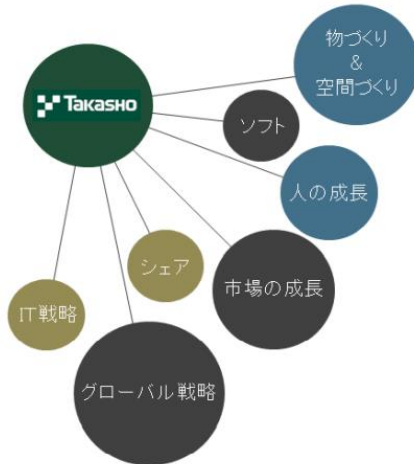 物づくり
&
空間づくり
TAKASHO
ソフト
人の成長
シェア
市場の成長
IT戦略
グローバル戦略